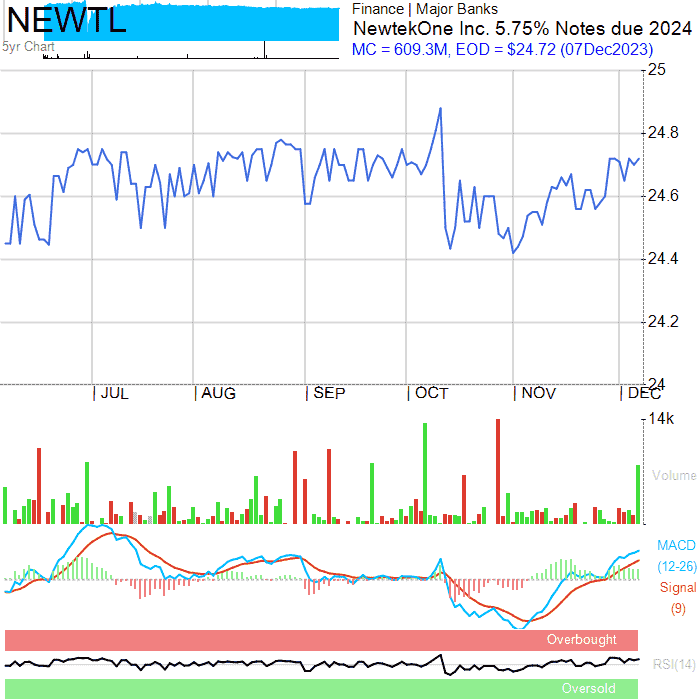 NEWTL
5yr Chart
Finance | Major Banks
NewtekOne Inc. 5.75% Notes due 2024
MC = 609.3M, EOD = $24.72 (07Dec2023)
25
24.8
24.6
24.4
24.2
24
JUL AUG SEP OCT NOV DEC
14k
Volume
MACD
(12-26)
Signal
(9)
Overbought
RSI(14)
Oversold